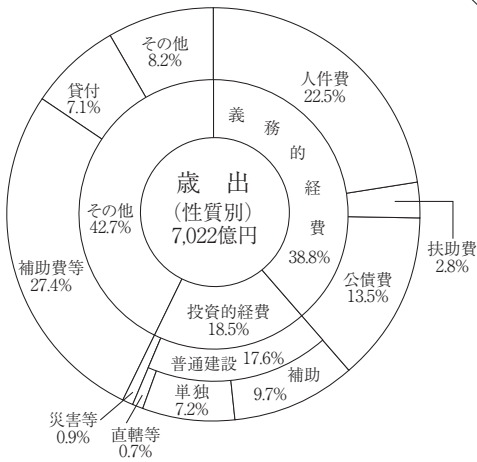 歳　出
(性質別)
7,022億円
義務的経費
38.8%
人件費
22.5%
扶助費
2.8%
公債費
13.5%
投資的経費
18.5%
普通建設 17.6%
補助
9.7%
単独
7.2%
直轄等
0.7%
災害等
0.9%
その他
42.7%
補助費等
27.4%
貸付
7.1%
その他
8.2%